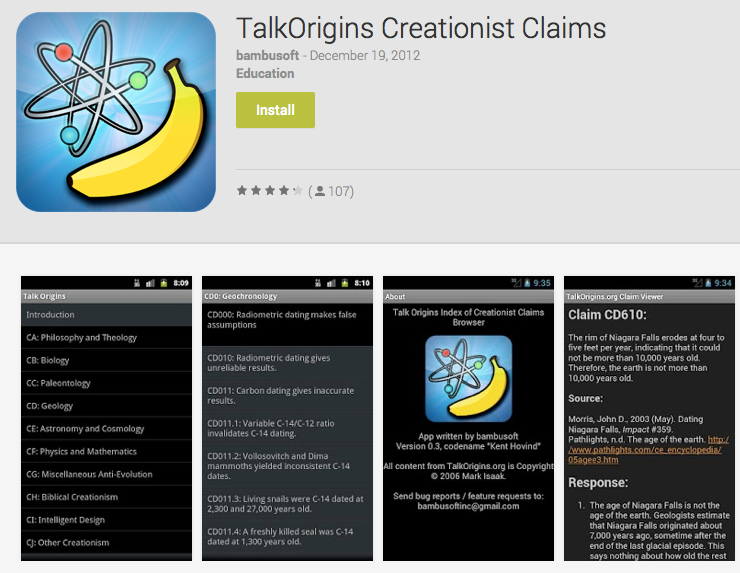 TalkOrigins Creationist Claims
bambusoft - December 19, 2012
Education
Install
( 107)
8:09
Talk Origins
Introduction
CA: Philosophy and Theology
CB: Biology
CC: Paleontology
CD: Geology
CE: Astronomy and Cosmology
CF: Physics and Mathematics
CG: Miscellaneous Anti-Evolution
CH: Biblical Creationism
CI: Intelligent Design
CJ: Other Creationism
8:10
CD0: Geochronology
CD000: Radiometric dating makes false
assumptions
CD010: Radiometric dating gives
unreliable results.
CD011: Carbon dating gives inaccurate
results.
CD011.1: Variable C-14/C-12 ratio
invalidates C-14 dating.
CD011.2: Vollosovitch and Dima
mammoths yielded inconsistent C-14
dates.
CD011.3: Living snails were C-14 dated at
2,300 and 27,000 years old.
CD011.4: A freshly killed seal was C-14
dated at 1,300 years old.
9:35
About
Talk Origins Index of Creationist Claims
Browser
App written by bambusoft
Version 0.3, codename "Kent Hovind"
All content from TalkOrigins.org is Copyright
© 2006 Mark Isaak.
Send bug reports / feature requests to:
bambusoftinc@gmail.com
9:34
TalkOrigins.org Claim Viewer
Claim CD610:
The rim of Niagara Falls erodes at four to
five feet per year, indicating that it could
not be more than 10,000 years old.
Therefore, the earth is not more than
10,000 years old.
Source:
Morris, John D., 2003 (May). Dating
Niagara Falls, Impact #359.
Pathlights, n.d. The age of the earth. http:/
/www.pathlights.com/ce_encyclopedia/
05agee3.htm
Response:
1. The age of Niagara Falls is not the
age of the earth. Geologists estimate
that Niagara Falls originated about
7,000 years ago, sometime after the
end of the last glacial episode. This
says nothing about how old the rest